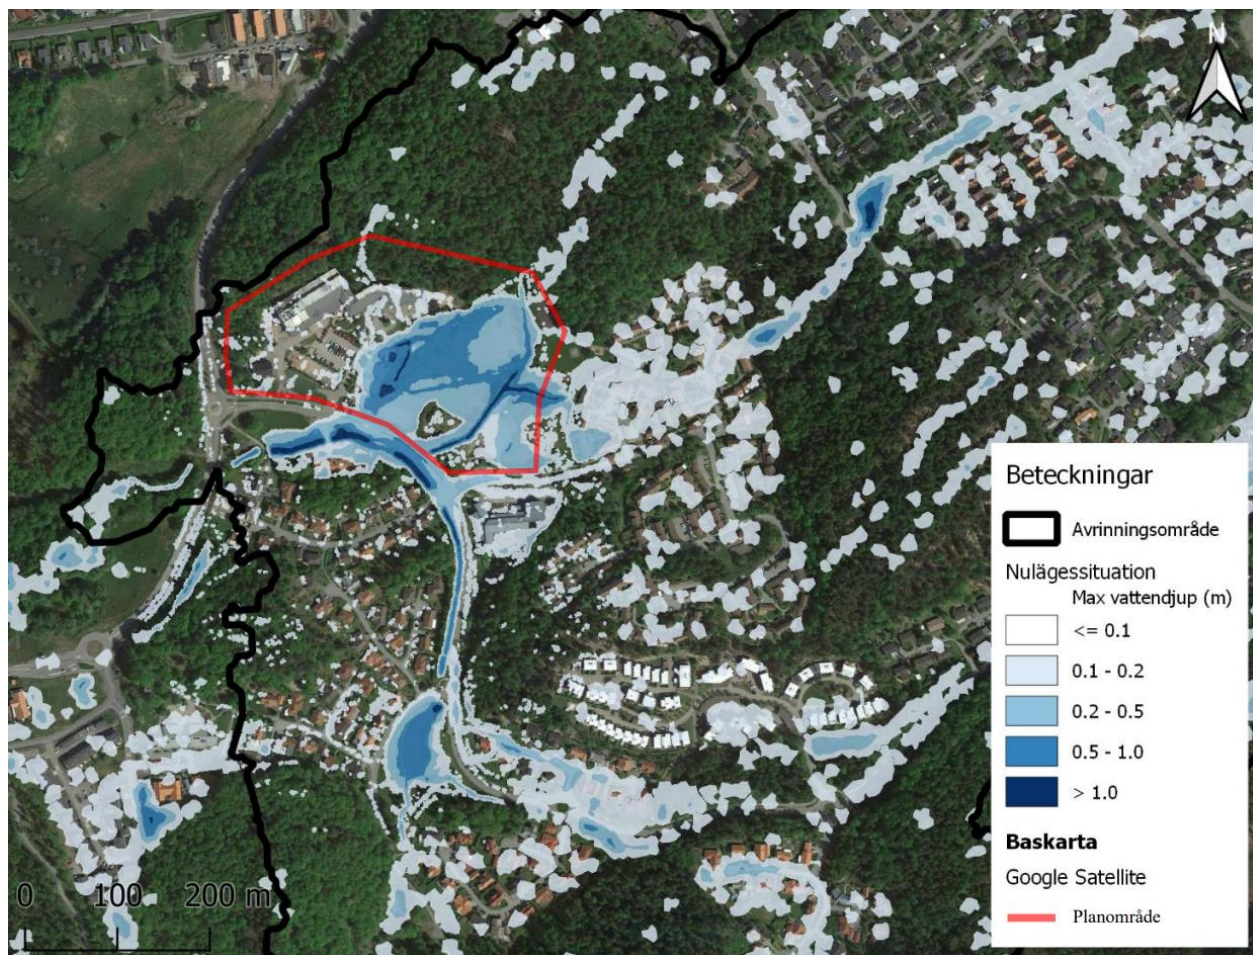 N
Beteckningar
Avrinningsområde
Nulägessituation
Max vattendjup (m)
<= 0.1
0.1 - 0.2
0.2 - 0.5
0.5 - 1.0
> 1.0
Baskarta
Google Satellite
Planområde
0 100 200 m